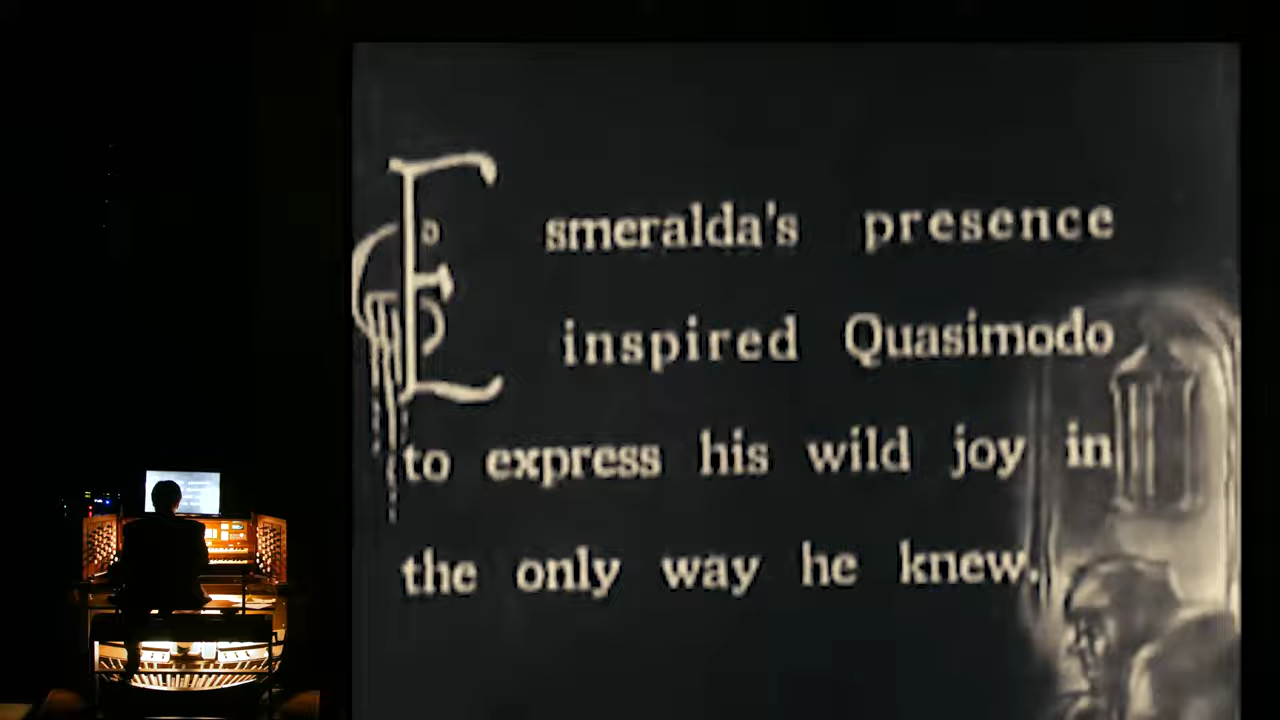 Esmeralda's presence
inspired Quasimodo
to express his wild joy in
the only way he knew.